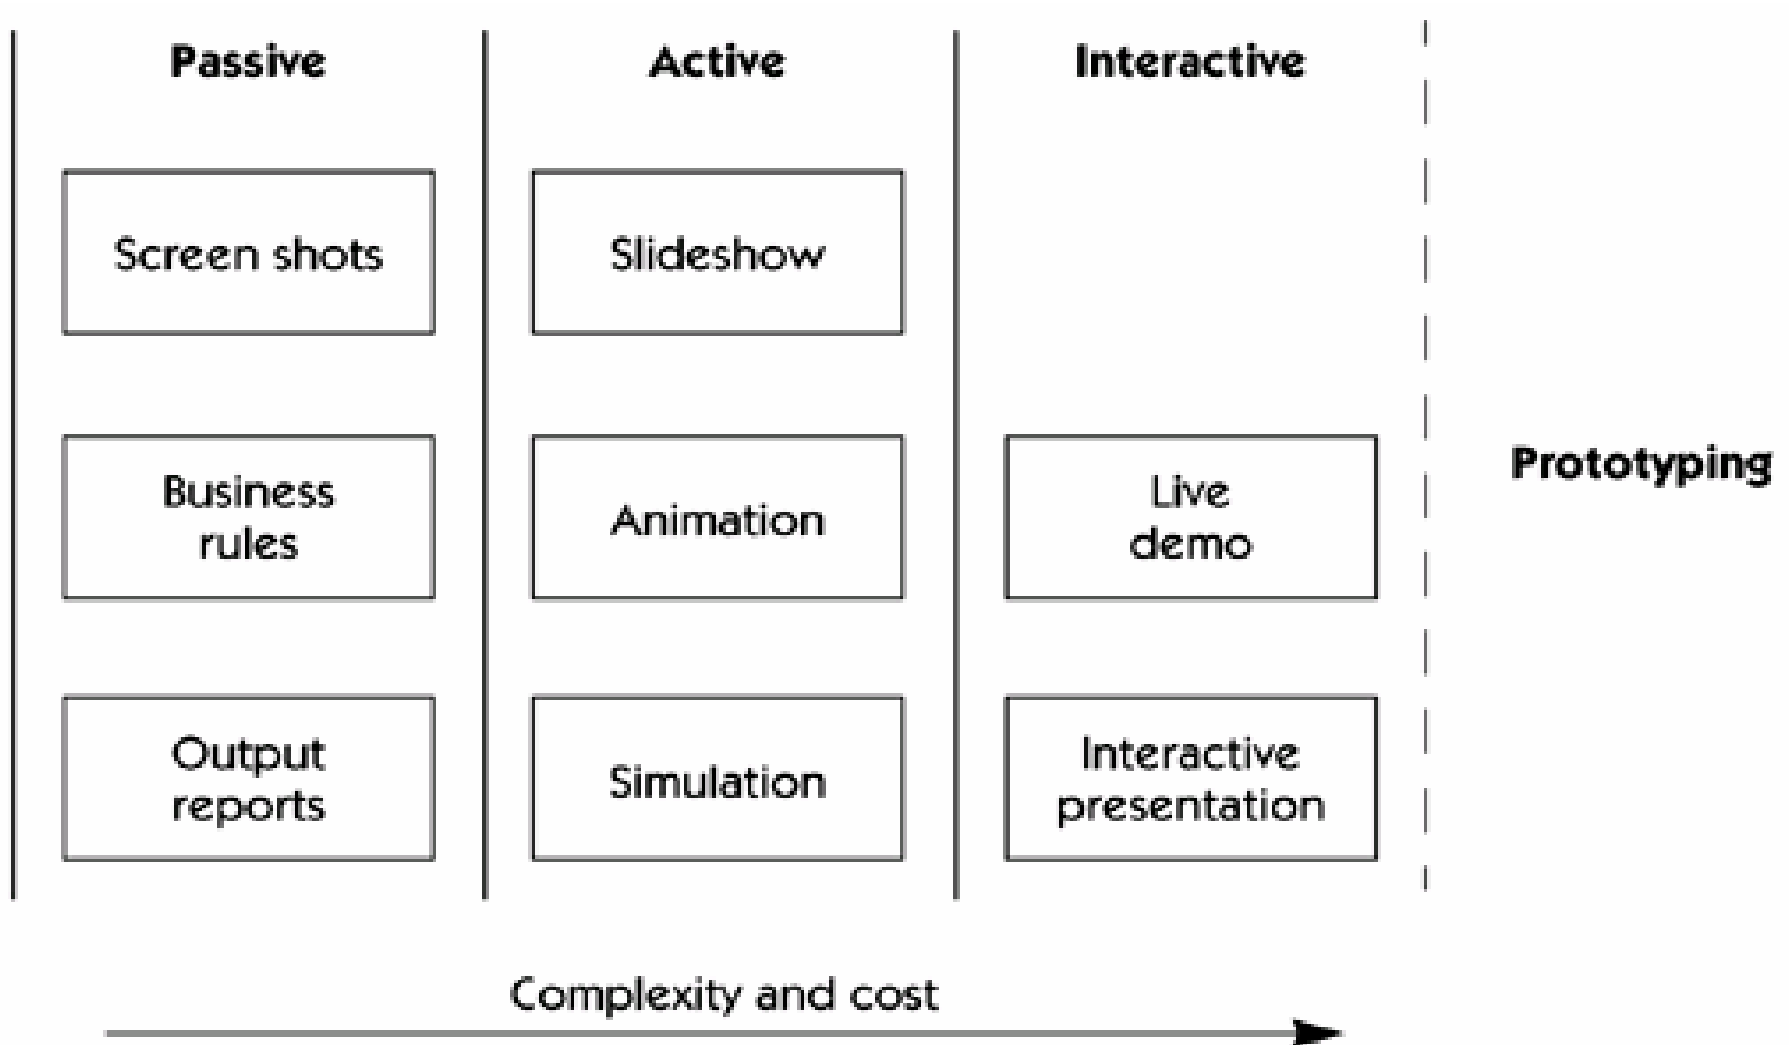 Passive
Active
Interactive
Screen shots
Slideshow
Business
rules
Animation
Live
demo
Prototyping
Output
reports
Simulation
Interactive
presentation
Complexity and cost